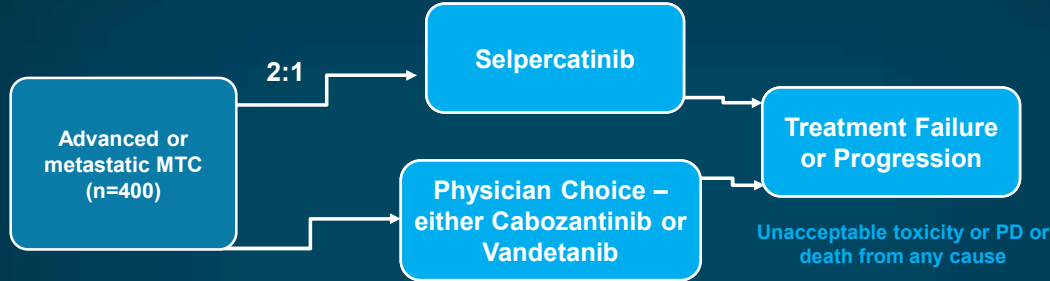 2:1
Selpercatinib
Advanced or
metastatic MTC
(n=400)
Treatment Failure
or Progression
Physician Choice –
either Cabozantinib or
Vandetanib
Unacceptable toxicity or PD or
death from any cause